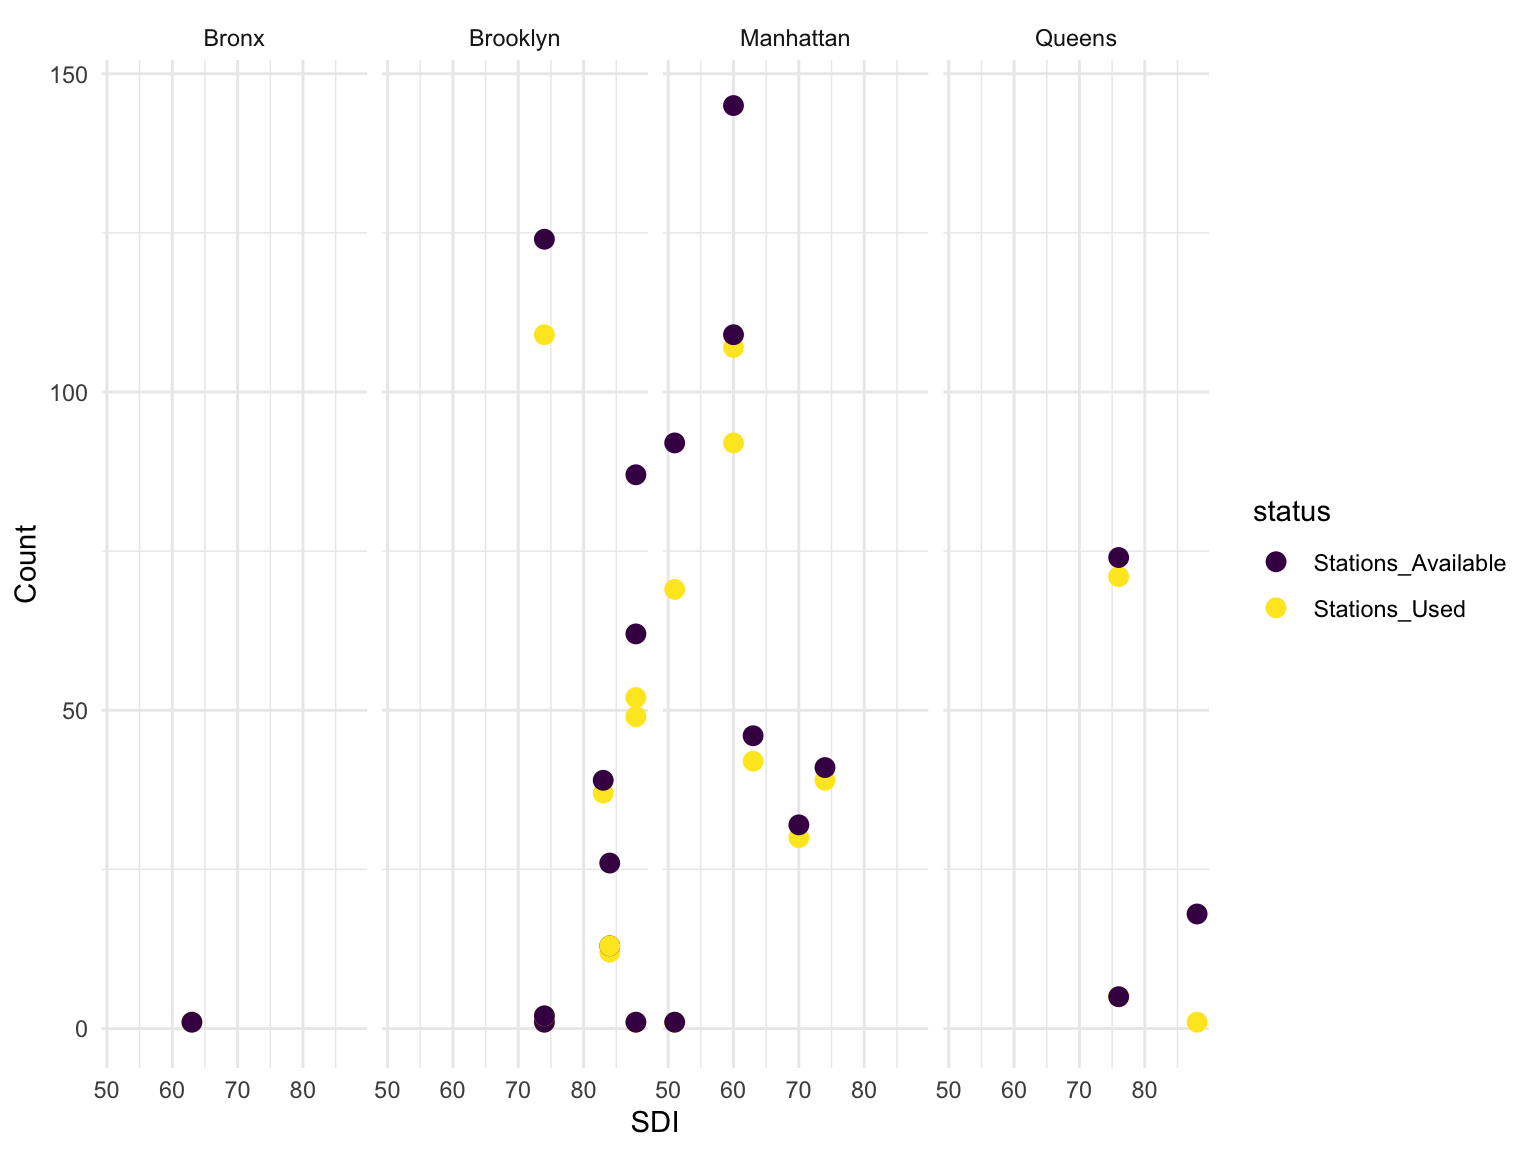 Bronx Brooklyn Manhattan Queens
150
100
50
0
Count
50 60 70 80 50 60 70 80 50 60 70 80 50 60 70 80
SDI
status
Stations_Available
Stations_Used